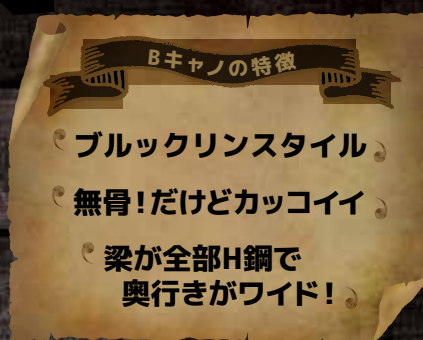 Bキャノの特徴
ブルックリンスタイル
無骨！だけどカッコイイ
梁が全部H鋼で
奥行きがワイド！